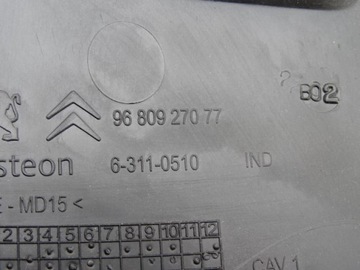 B02
96 809 270 77
steon 6-311-0510 IND
E - MD15 <
2 3 4 5 6 7 8 9 10 11 12
CAV 1